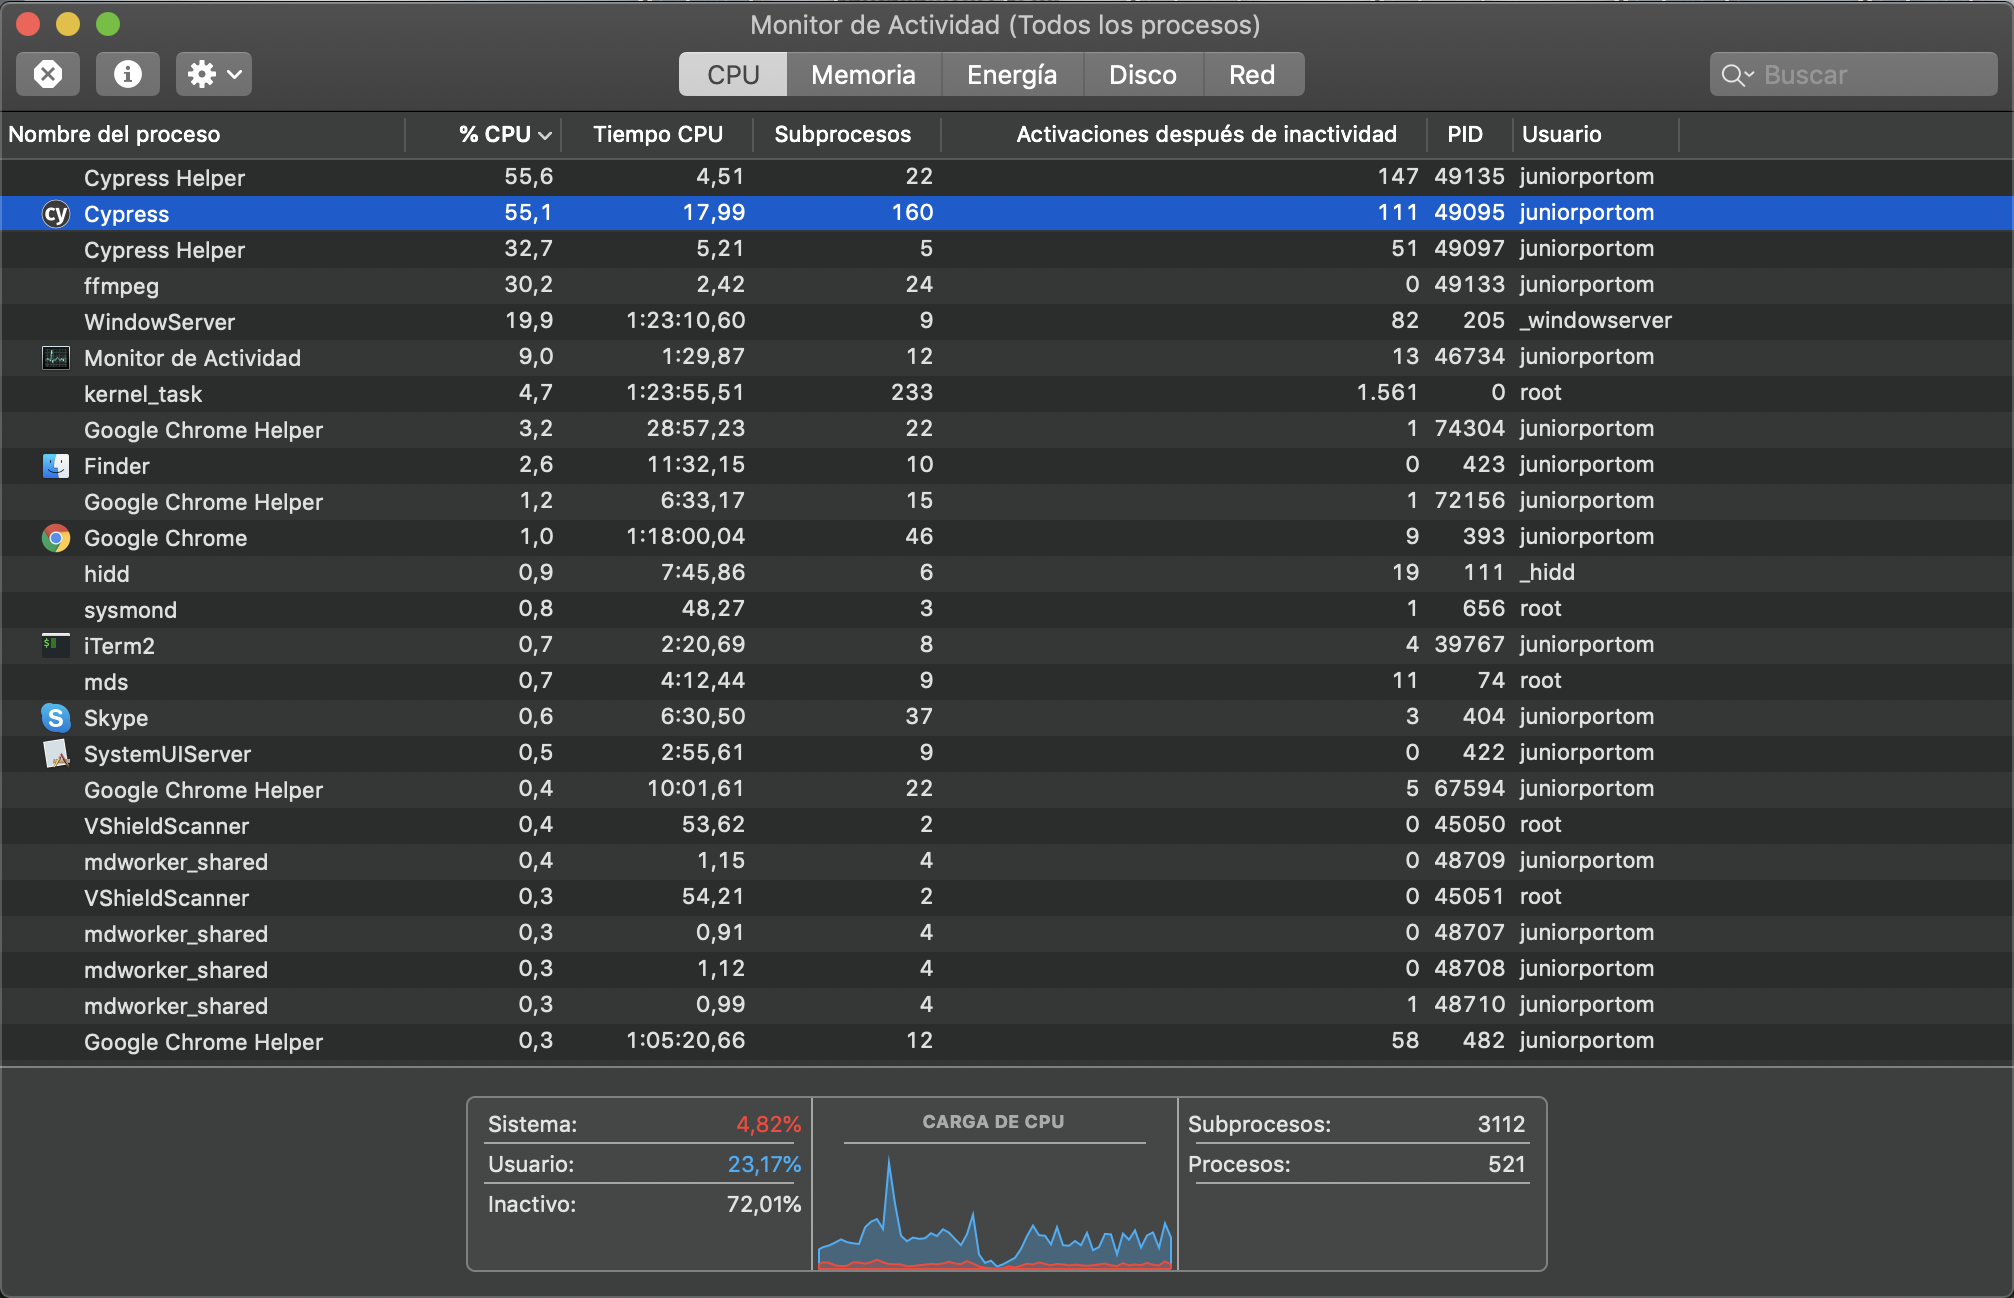 Monitor de Actividad (Todos los procesos)
CPU Memoria Energía Disco Red Buscar
Nombre del proceso % CPU Tiempo CPU Subprocesos Activaciones después de inactividad PID Usuario
Cypress Helper 55,6 4,51 22 147 49135 juniorportom
cy Cypress 55,1 17,99 160 111 49095 juniorportom
Cypress Helper 32,7 5,21 5 51 49097 juniorportom
ffmpeg 30,2 2,42 24 0 49133 juniorportom
WindowServer 19,9 1:23:10,60 9 82 205 _windowserver
Monitor de Actividad 9,0 1:29,87 12 13 46734 juniorportom
kernel_task 4,7 1:23:55,51 233 1.561 0 root
Google Chrome Helper 3,2 28:57,23 22 1 74304 juniorportom
Finder 2,6 11:32,15 10 0 423 juniorportom
Google Chrome Helper 1,2 6:33,17 15 1 72156 juniorportom
Google Chrome 1,0 1:18:00,04 46 9 393 juniorportom
hidd 0,9 7:45,86 6 19 111 _hidd
sysmond 0,8 48,27 3 1 656 root
iTerm2 0,7 2:20,69 8 4 39767 juniorportom
mds 0,7 4:12,44 9 11 74 root
S Skype 0,6 6:30,50 37 3 404 juniorportom
SystemUIServer 0,5 2:55,61 9 0 422 juniorportom
Google Chrome Helper 0,4 10:01,61 22 5 67594 juniorportom
VShieldScanner 0,4 53,62 2 0 45050 root
mdworker_shared 0,4 1,15 4 0 48709 juniorportom
VShieldScanner 0,3 54,21 2 0 45051 root
mdworker_shared 0,3 0,91 4 0 48707 juniorportom
mdworker_shared 0,3 1,12 4 0 48708 juniorportom
mdworker_shared 0,3 0,99 4 1 48710 juniorportom
Google Chrome Helper 0,3 1:05:20,66 12 58 482 juniorportom
Sistema: 4,82% CARGA DE CPU Subprocesos: 3112
Usuario: 23,17% Procesos: 521
Inactivo: 72,01%